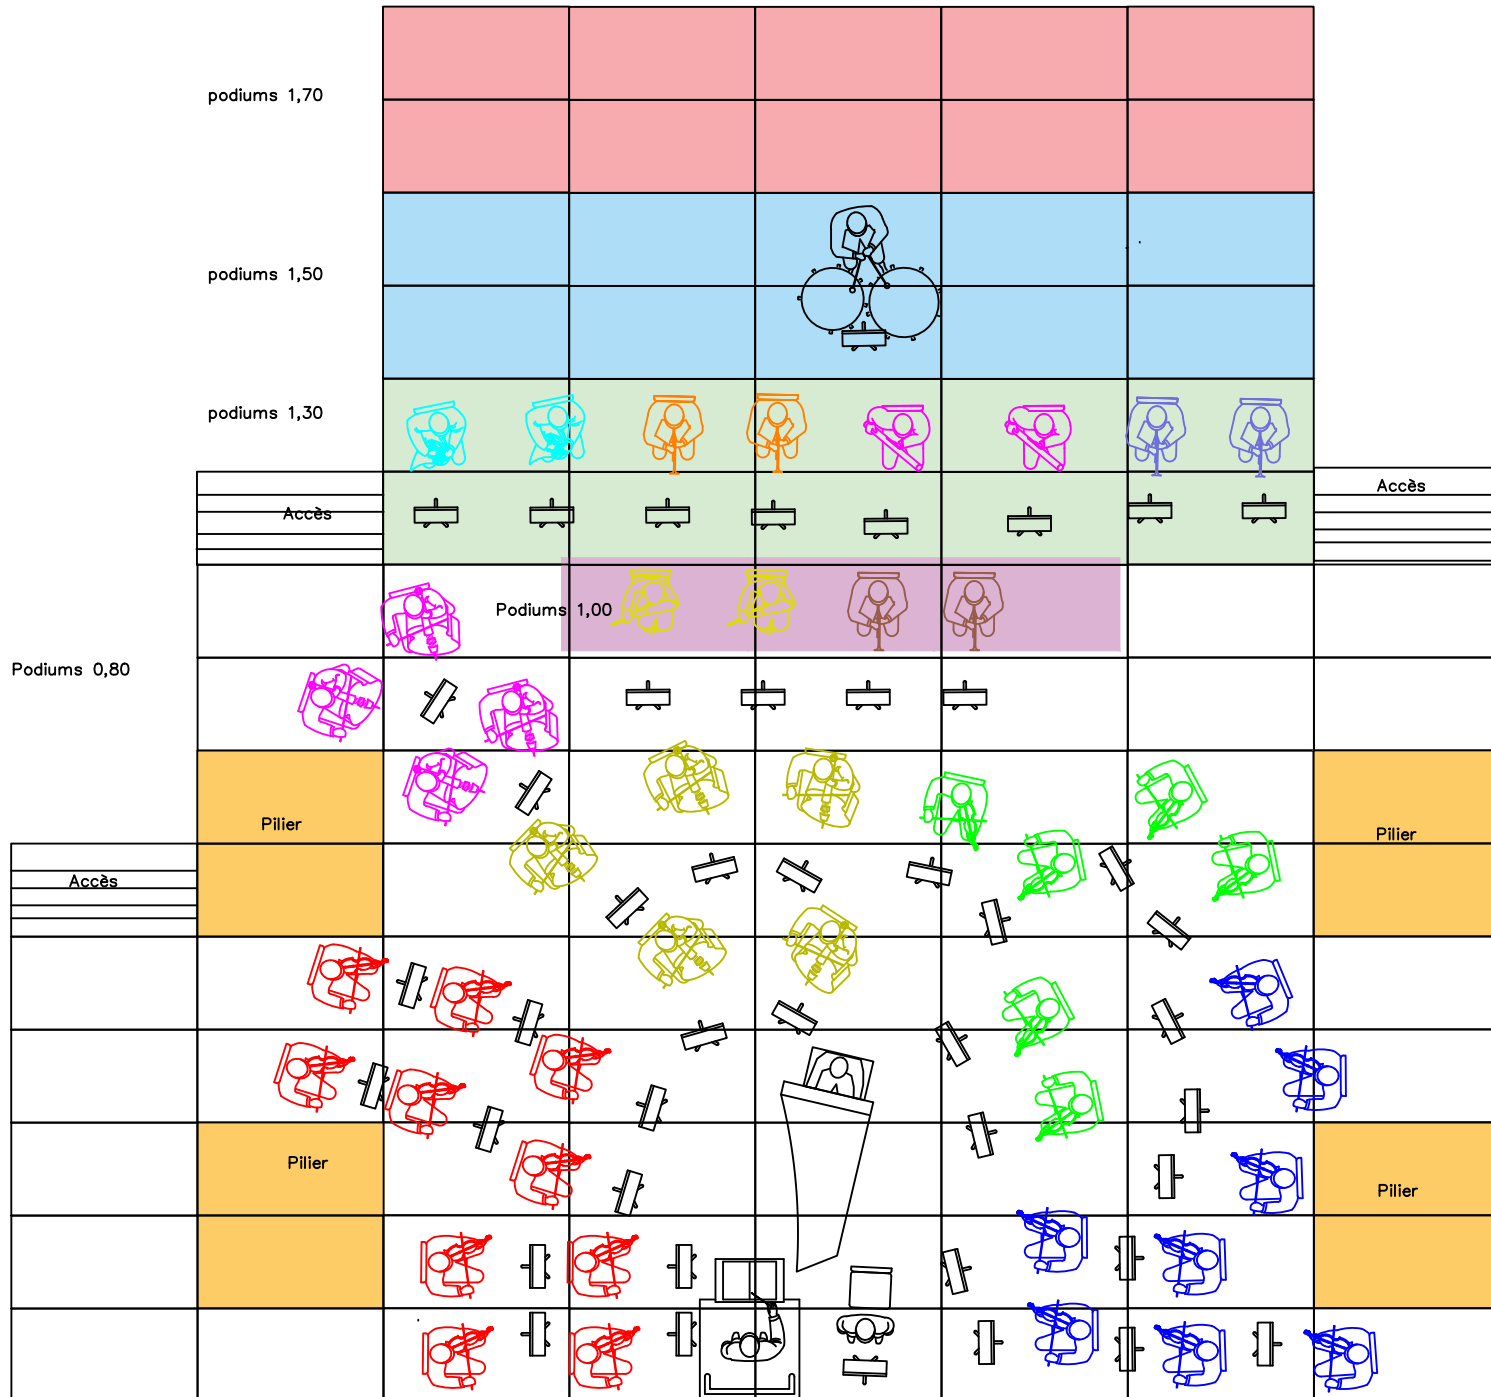 podiums 1,70
podiums 1,50
podiums 1,30
Accès
Accès
Podiums 1,00
Podiums 0,80
Pilier
Pilier
Accès
Pilier
Pilier